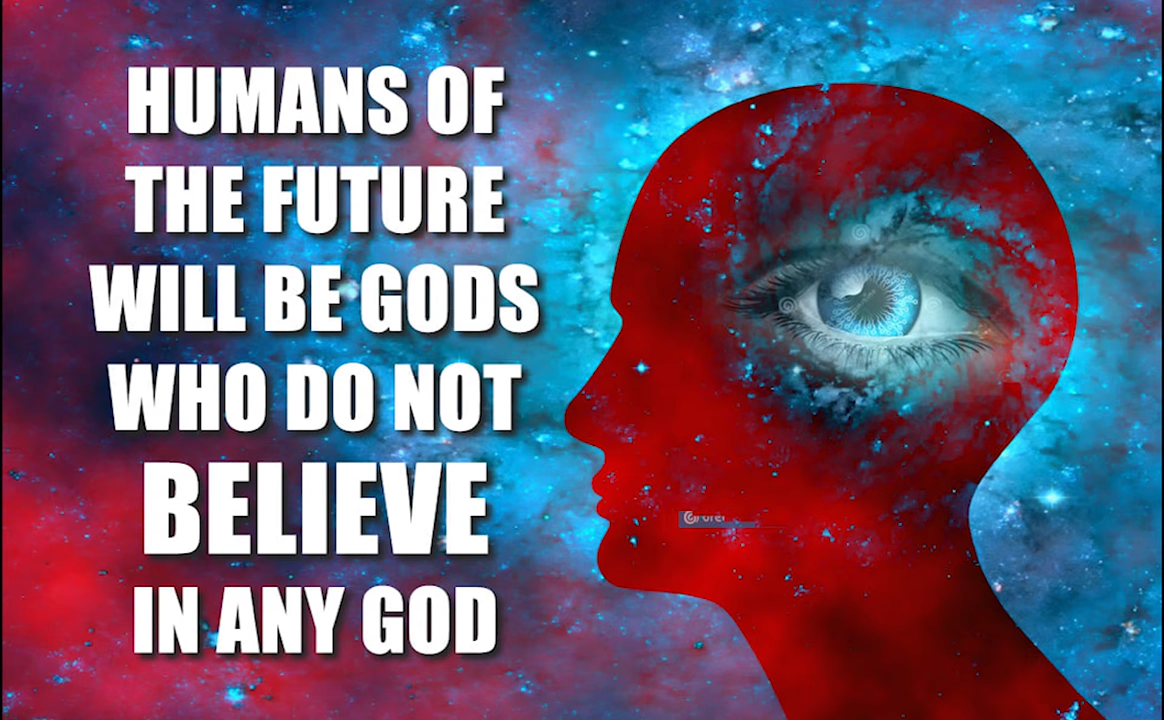 HUMANS OF
THE FUTURE
WILL BE GODS
WHO DO NOT
BELIEVE
IN ANY GOD